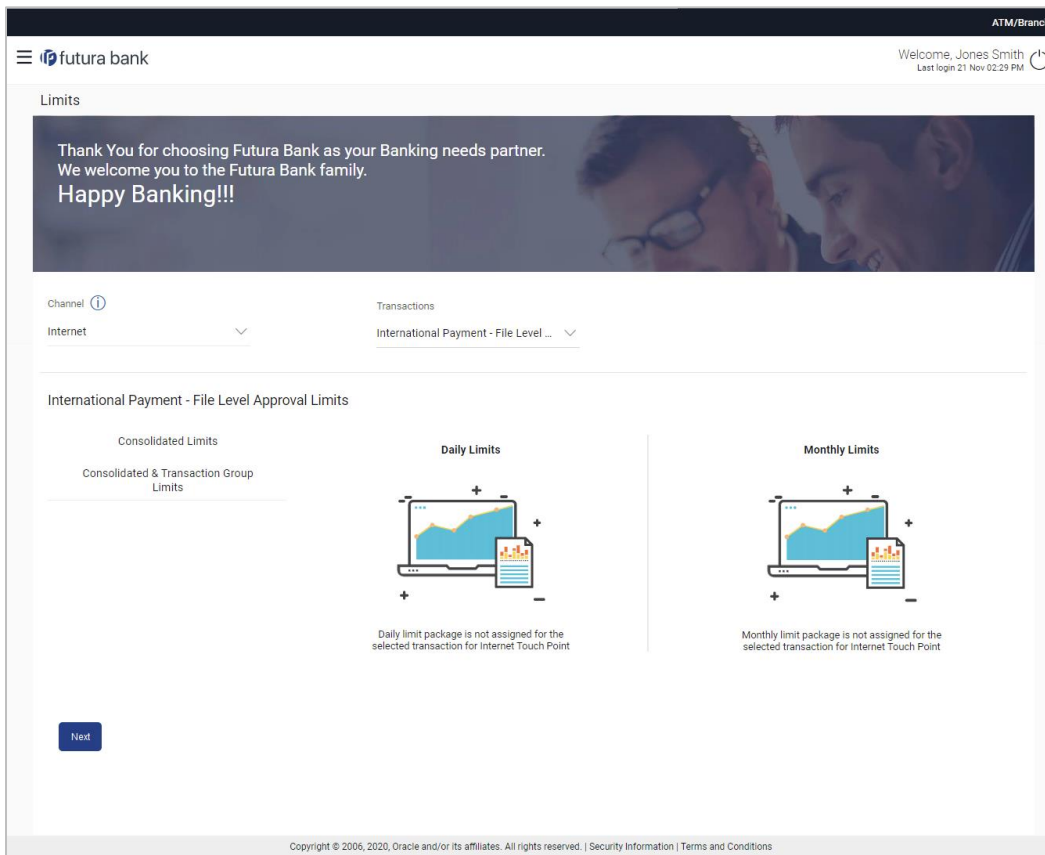 ATM/Branc
futura bank
Welcome, Jones Smith
Last login 21 Nov 02:29 PM
Limits
Thank You for choosing Futura Bank as your Banking needs partner.
We welcome you to the Futura Bank family.
Happy Banking!!!
Channel
Transactions
Internet
International Payment - File Level ...
International Payment - File Level Approval Limits
Consolidated Limits
Consolidated & Transaction Group
Limits
Daily Limits
Monthly Limits
Daily limit package is not assigned for the
selected transaction for Internet Touch Point
Monthly limit package is not assigned for the
selected transaction for Internet Touch Point
Next
Copyright © 2006, 2020, Oracle and/or its affiliates. All rights reserved. | Security Information | Terms and Conditions